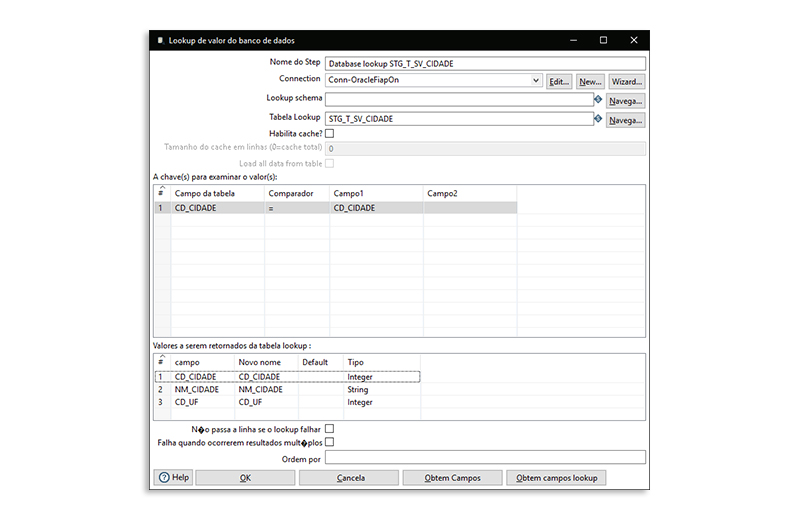 Lookup de valor do banco de dados
Nome do Step Database lookup STG_T_SV_CIDADE
Connection Conn-OracleFiapOn Edit... New... Wizard...
Lookup schema Navega...
Tabela Lookup STG_T_SV_CIDADE Navega...
Habilita cache?
Tamanho do cache em linhas (0=cache total) 0
Load all data from table
A chave(s) para examinar o valor(s):
# Campo da tabela Comparador Campo1 Campo2
1 CD_CIDADE = CD_CIDADE
Valores a serem retornados da tabela lookup :
# campo Novo nome Default Tipo
1 CD_CIDADE CD_CIDADE Integer
2 NM_CIDADE NM_CIDADE String
3 CD_UF CD_UF Integer
N�o passa a linha se o lookup falhar
Falha quando ocorrerem resultados mult�plos
Ordem por
Help OK Cancela Obtem Campos Obtem campos lookup